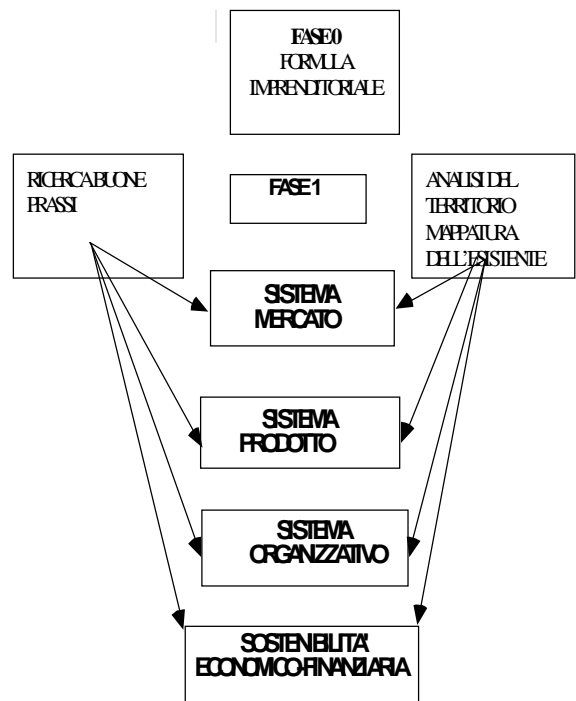 FASE 0
FORMULA
IMPRENDITORIALE
RICERCA BUONE
PRASSI
FASE 1
ANALISI DEL
TERRITORIO
MAPPATURA
DELL'ESISTENTE
SISTEMA
MERCATO
SISTEMA
PRODOTTO
SISTEMA
ORGANIZZATIVO
SOSTENIBILITA'
ECONOMICO-FINANZIARIA